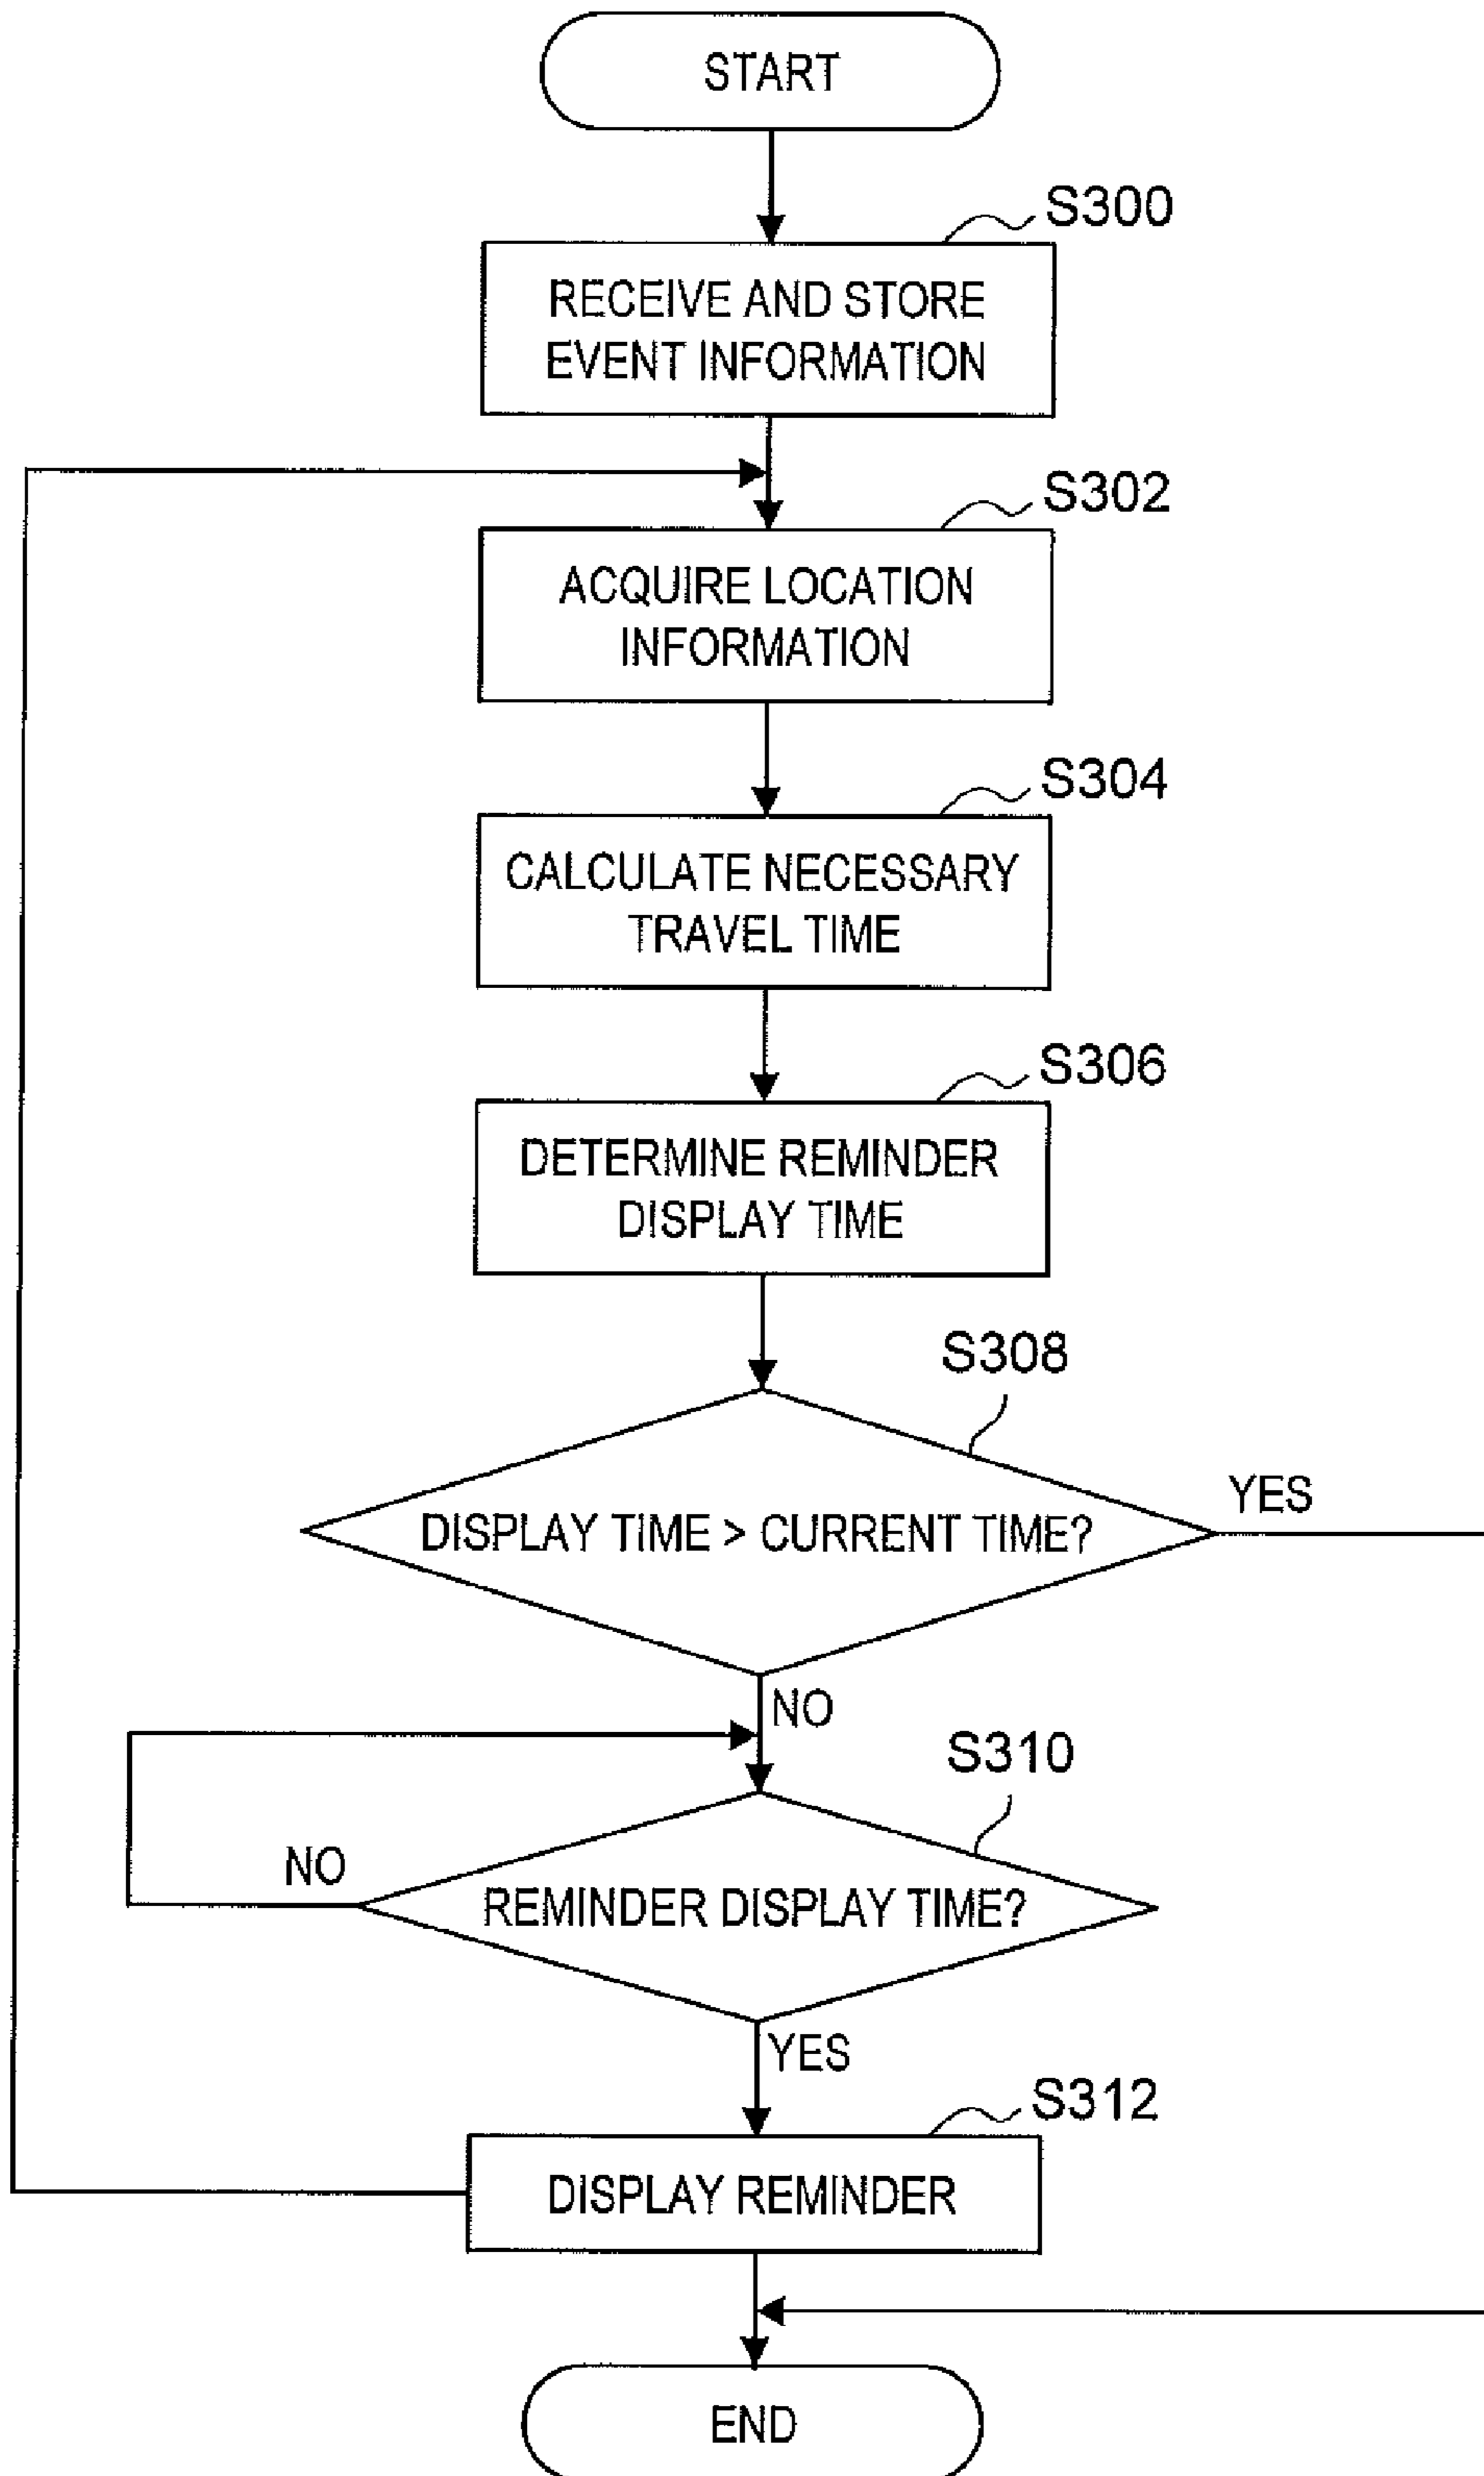 START
S300
RECEIVE AND STORE
EVENT INFORMATION
S302
ACQUIRE LOCATION
INFORMATION
S304
CALCULATE NECESSARY
TRAVEL TIME
S306
DETERMINE REMINDER
DISPLAY TIME
S308
DISPLAY TIME > CURRENT TIME?
YES
NO
S310
REMINDER DISPLAY TIME?
NO
YES
S312
DISPLAY REMINDER
END